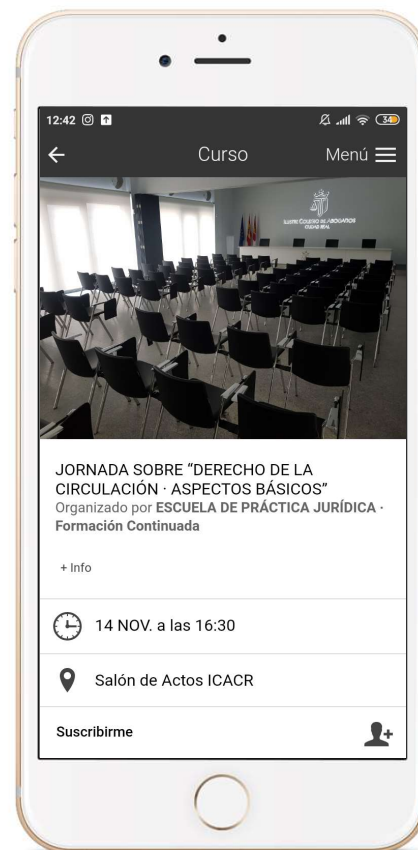 12:42
34
Curso
Menú
ILUSTRE COLEGIO DE ABOGADOS
CIUDAD REAL
JORNADA SOBRE “DERECHO DE LA
CIRCULACIÓN · ASPECTOS BÁSICOS”
Organizado por ESCUELA DE PRÁCTICA JURÍDICA ·
Formación Continuada
+ Info
14 NOV. a las 16:30
Salón de Actos ICACR
Suscribirme